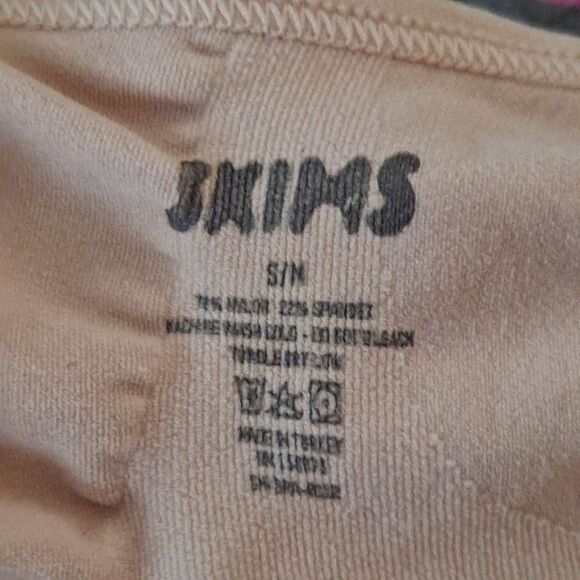 SKIMS
S/M
78% NYLON 22% SPANDEX
MACHINE WASH COLD - DO NOT BLEACH
TUMBLE DRY LOW
MADE IN TURKEY